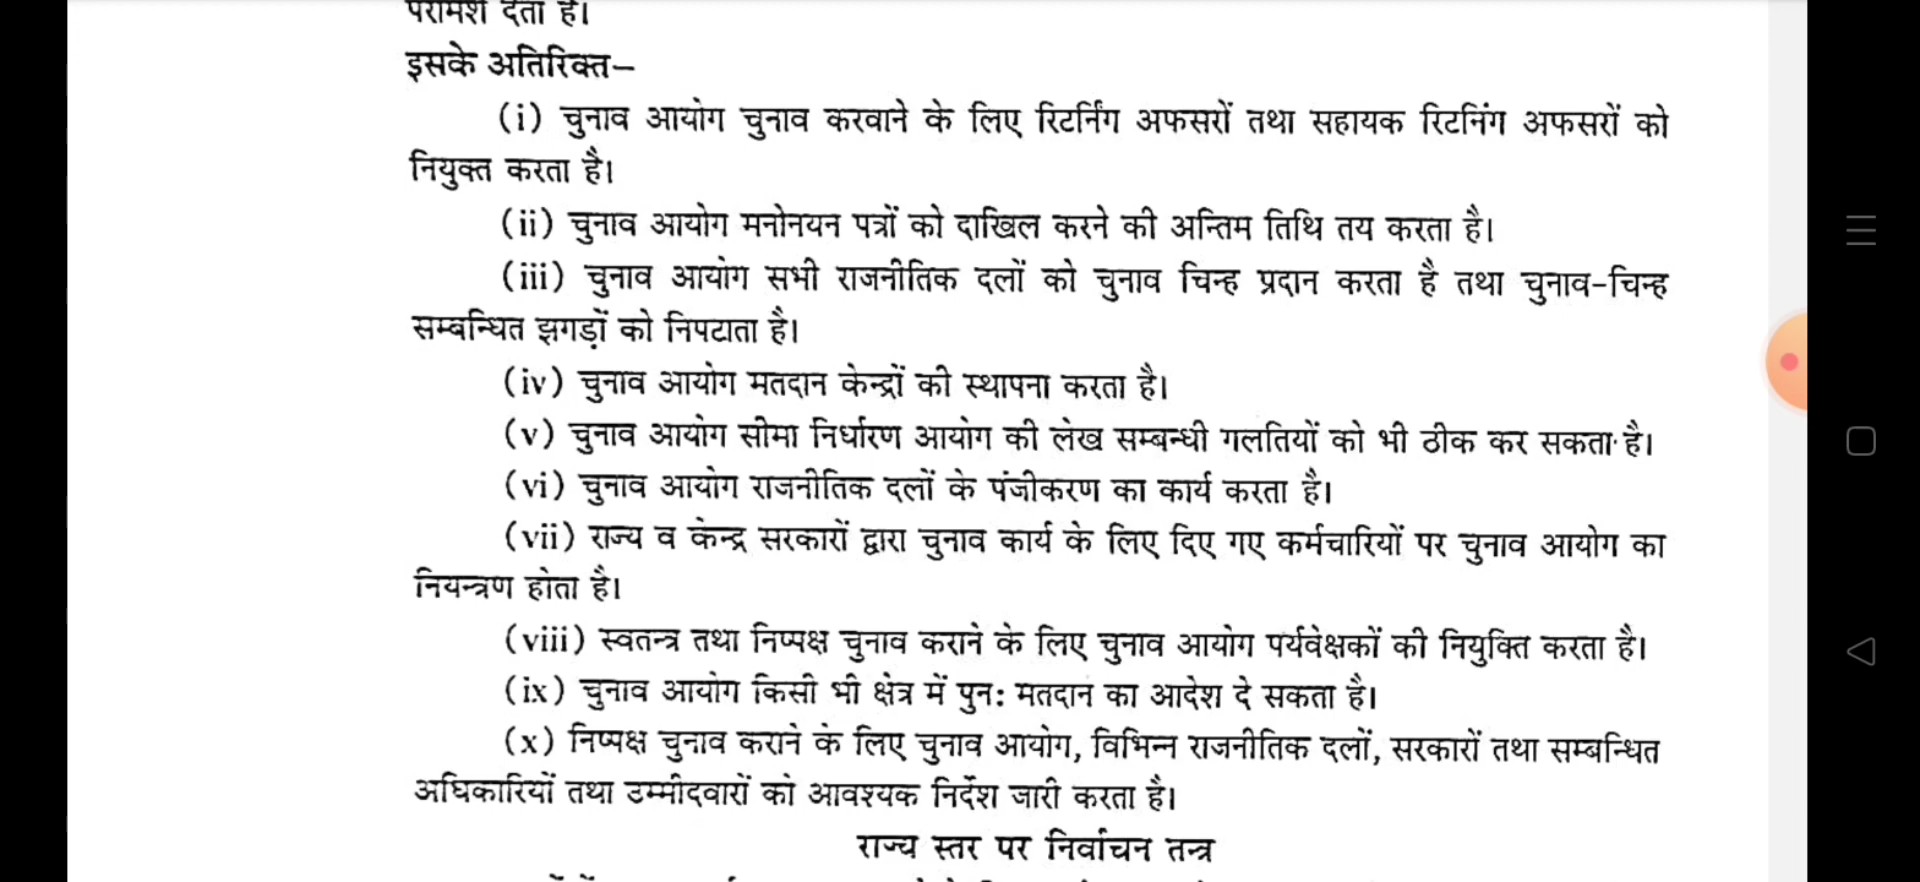 परामर्श देता है।
इसके अतिरिक्त–
(i) चुनाव आयोग चुनाव करवाने के लिए रिटर्निंग अफसरों तथा सहायक रिटनिंग अफसरों को
नियुक्त करता है।
(ii) चुनाव आयोग मनोनयन पत्रों को दाखिल करने की अन्तिम तिथि तय करता है।
(iii) चुनाव आयोग सभी राजनीतिक दलों को चुनाव चिन्ह प्रदान करता है तथा चुनाव-चिन्ह
सम्बन्धित झगड़ों को निपटाता है।
(iv) चुनाव आयोग मतदान केन्द्रों की स्थापना करता है।
(v) चुनाव आयोग सीमा निर्धारण आयोग की लेख सम्बन्धी गलतियों को भी ठीक कर सकता है।
(vi) चुनाव आयोग राजनीतिक दलों के पंजीकरण का कार्य करता है।
(vii) राज्य व केन्द्र सरकारों द्वारा चुनाव कार्य के लिए दिए गए कर्मचारियों पर चुनाव आयोग का
नियन्त्रण होता है।
(viii) स्वतन्त्र तथा निष्पक्ष चुनाव कराने के लिए चुनाव आयोग पर्यवेक्षकों की नियुक्ति करता है।
(ix) चुनाव आयोग किसी भी क्षेत्र में पुन: मतदान का आदेश दे सकता है।
(x) निष्पक्ष चुनाव कराने के लिए चुनाव आयोग, विभिन्न राजनीतिक दलों, सरकारों तथा सम्बन्धित
अधिकारियों तथा उम्मीदवारों को आवश्यक निर्देश जारी करता है।
राज्य स्तर पर निर्वाचन तन्त्र